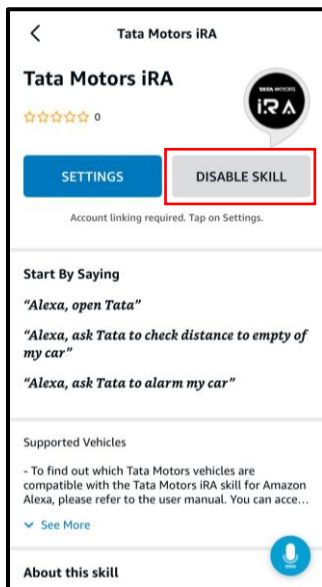 Tata Motors iRA
Tata Motors iRA
0
TATA MOTORS
iRA
SETTINGS
DISABLE SKILL
Account linking required. Tap on Settings.
Start By Saying
“Alexa, open Tata”
“Alexa, ask Tata to check distance to empty of
my car”
“Alexa, ask Tata to alarm my car”
Supported Vehicles
- To find out which Tata Motors vehicles are
compatible with the Tata Motors iRA skill for Amazon
Alexa, please refer to the user manual. You can acce...
See More
About this skill